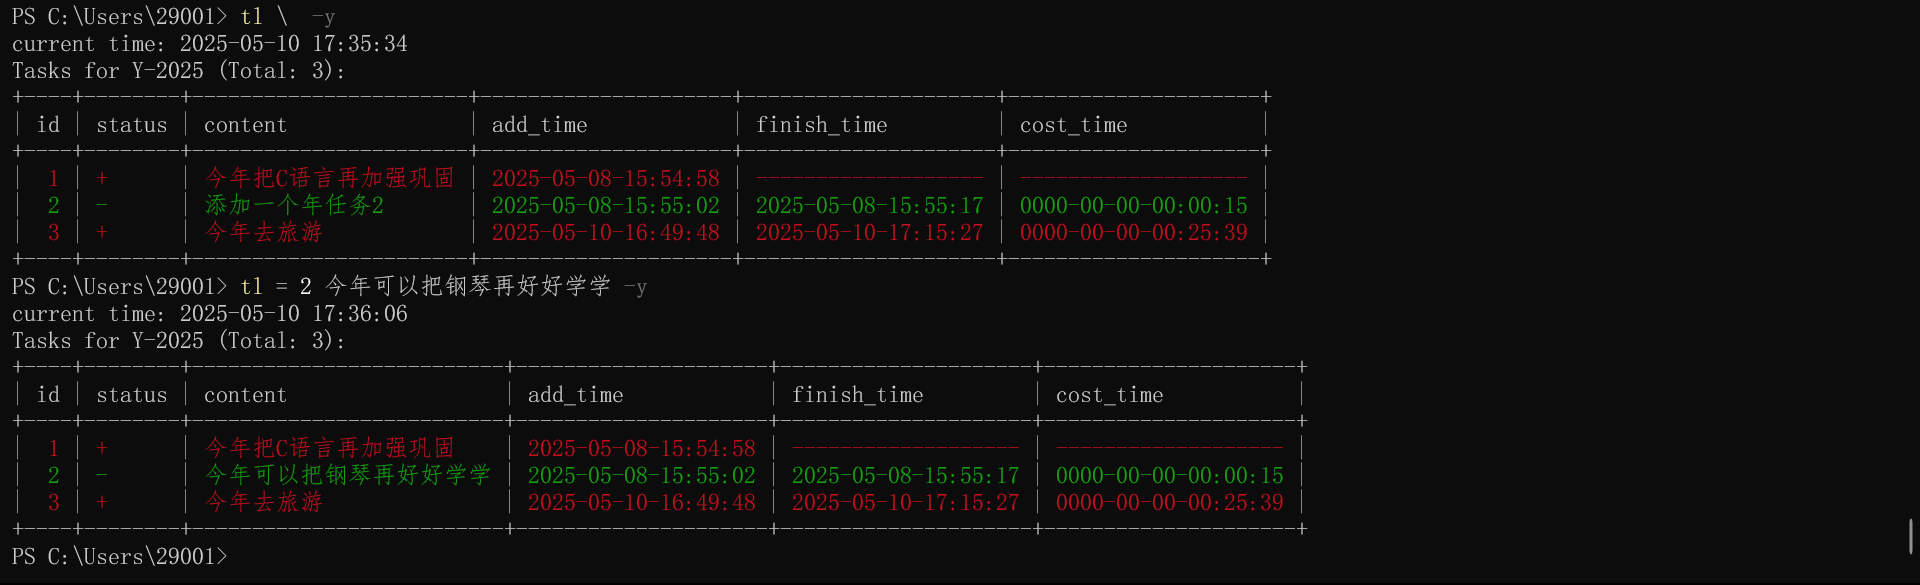 PS C:\Users\29001> tl \  -y
current time: 2025-05-10 17:35:34
Tasks for Y-2025 (Total: 3):
+----+--------+-----------------------+---------------------+---------------------+---------------------+
| id | status | content               | add_time            | finish_time         | cost_time           |
+----+--------+-----------------------+---------------------+---------------------+---------------------+
| 1 | + | 今年把C语言再加强巩固 | 2025-05-08-15:54:58 | ------------------- | ------------------- |
| 2 | - | 添加一个年任务2 | 2025-05-08-15:55:02 | 2025-05-08-15:55:17 | 0000-00-00-00:00:15 |
| 3 | + | 今年去旅游 | 2025-05-10-16:49:48 | 2025-05-10-17:15:27 | 0000-00-00-00:25:39 |
+----+--------+-----------------------+---------------------+---------------------+---------------------+
PS C:\Users\29001> tl = 2 今年可以把钢琴再好好学学 -y
current time: 2025-05-10 17:36:06
Tasks for Y-2025 (Total: 3):
+----+--------+--------------------------+---------------------+---------------------+---------------------+
| id | status | content                  | add_time            | finish_time         | cost_time           |
+----+--------+--------------------------+---------------------+---------------------+---------------------+
| 1 | + | 今年把C语言再加强巩固 | 2025-05-08-15:54:58 | ------------------- | ------------------- |
| 2 | - | 今年可以把钢琴再好好学学 | 2025-05-08-15:55:02 | 2025-05-08-15:55:17 | 0000-00-00-00:00:15 |
| 3 | + | 今年去旅游 | 2025-05-10-16:49:48 | 2025-05-10-17:15:27 | 0000-00-00-00:25:39 |
+----+--------+--------------------------+---------------------+---------------------+---------------------+
PS C:\Users\29001>